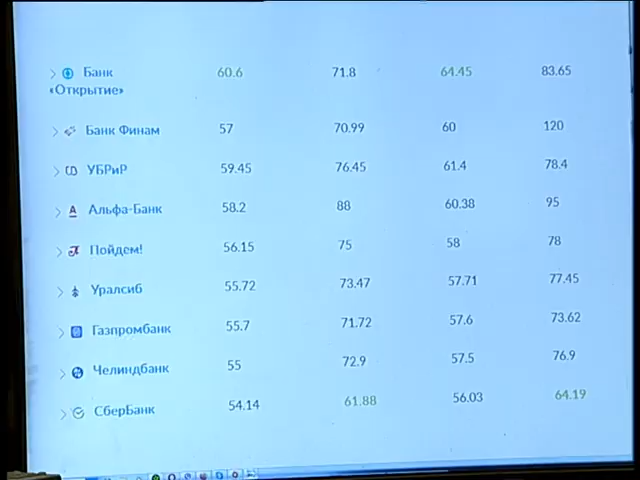 Банк 60.6 71.8 64.45 83.65
«Открытие»
Банк Финам 57 70.99 60 120
УБРиР 59.45 76.45 61.4 78.4
Альфа-Банк 58.2 88 60.38 95
Пойдем! 56.15 75 58 78
Уралсиб 55.72 73.47 57.71 77.45
Газпромбанк 55.7 71.72 57.6 73.62
Челиндбанк 55 72.9 57.5 76.9
СберБанк 54.14 61.88 56.03 64.19